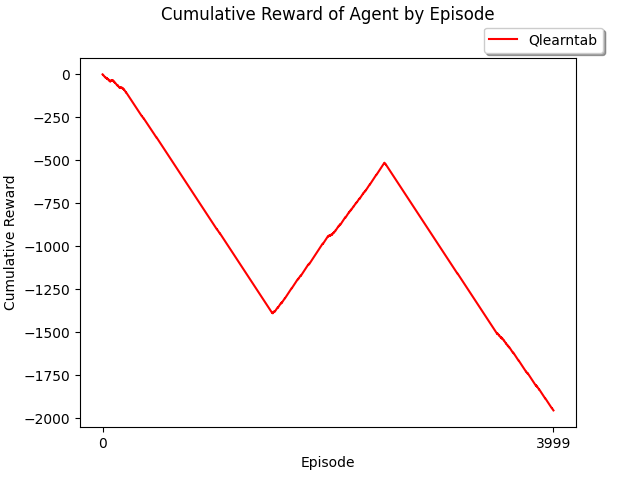 Cumulative Reward of Agent by Episode
Qlearntab
0
−250
−500
−750
−1000
−1250
−1500
−1750
−2000
Cumulative Reward
0 3999
Episode